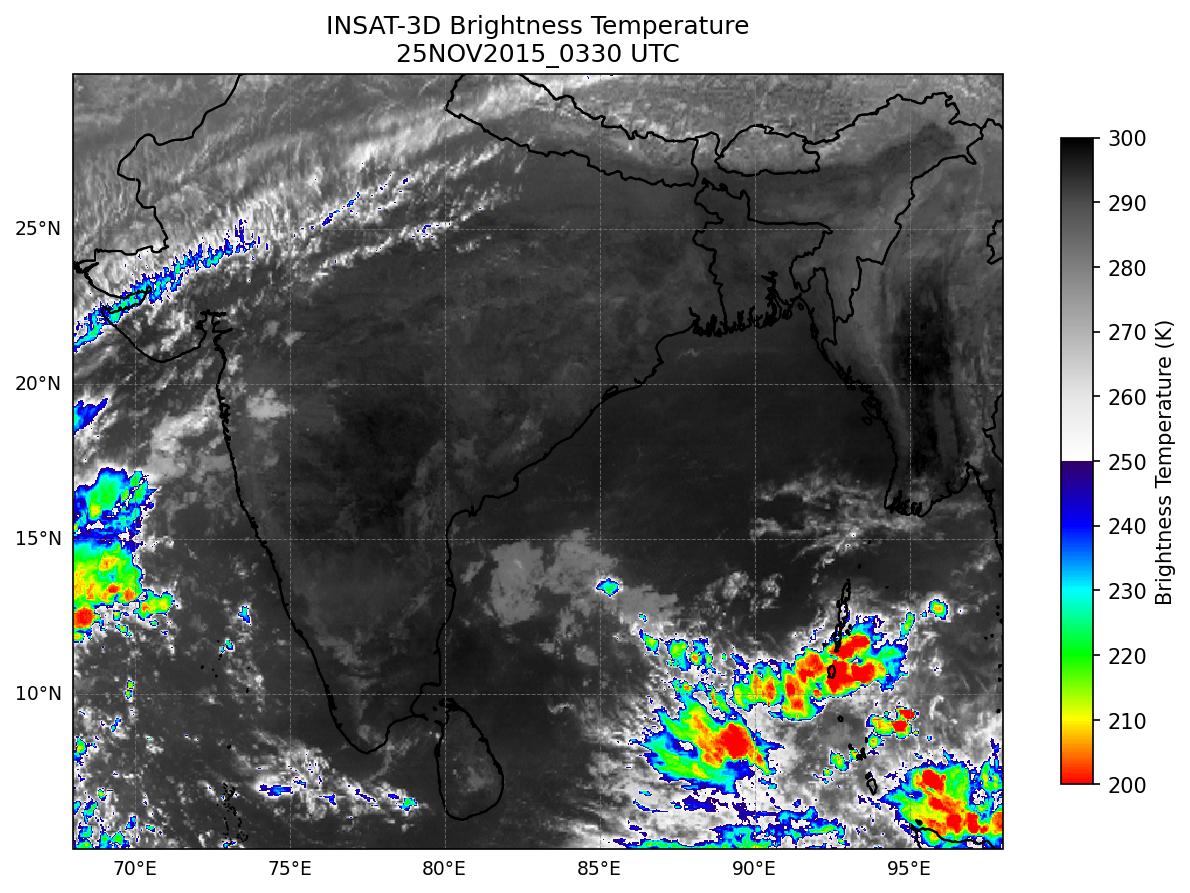 INSAT-3D Brightness Temperature
25NOV2015_0330 UTC
25°N
20°N
15°N
10°N
70°E
75°E
80°E
85°E
90°E
95°E
300
290
280
270
260
250
240
230
220
210
200
Brightness Temperature (K)